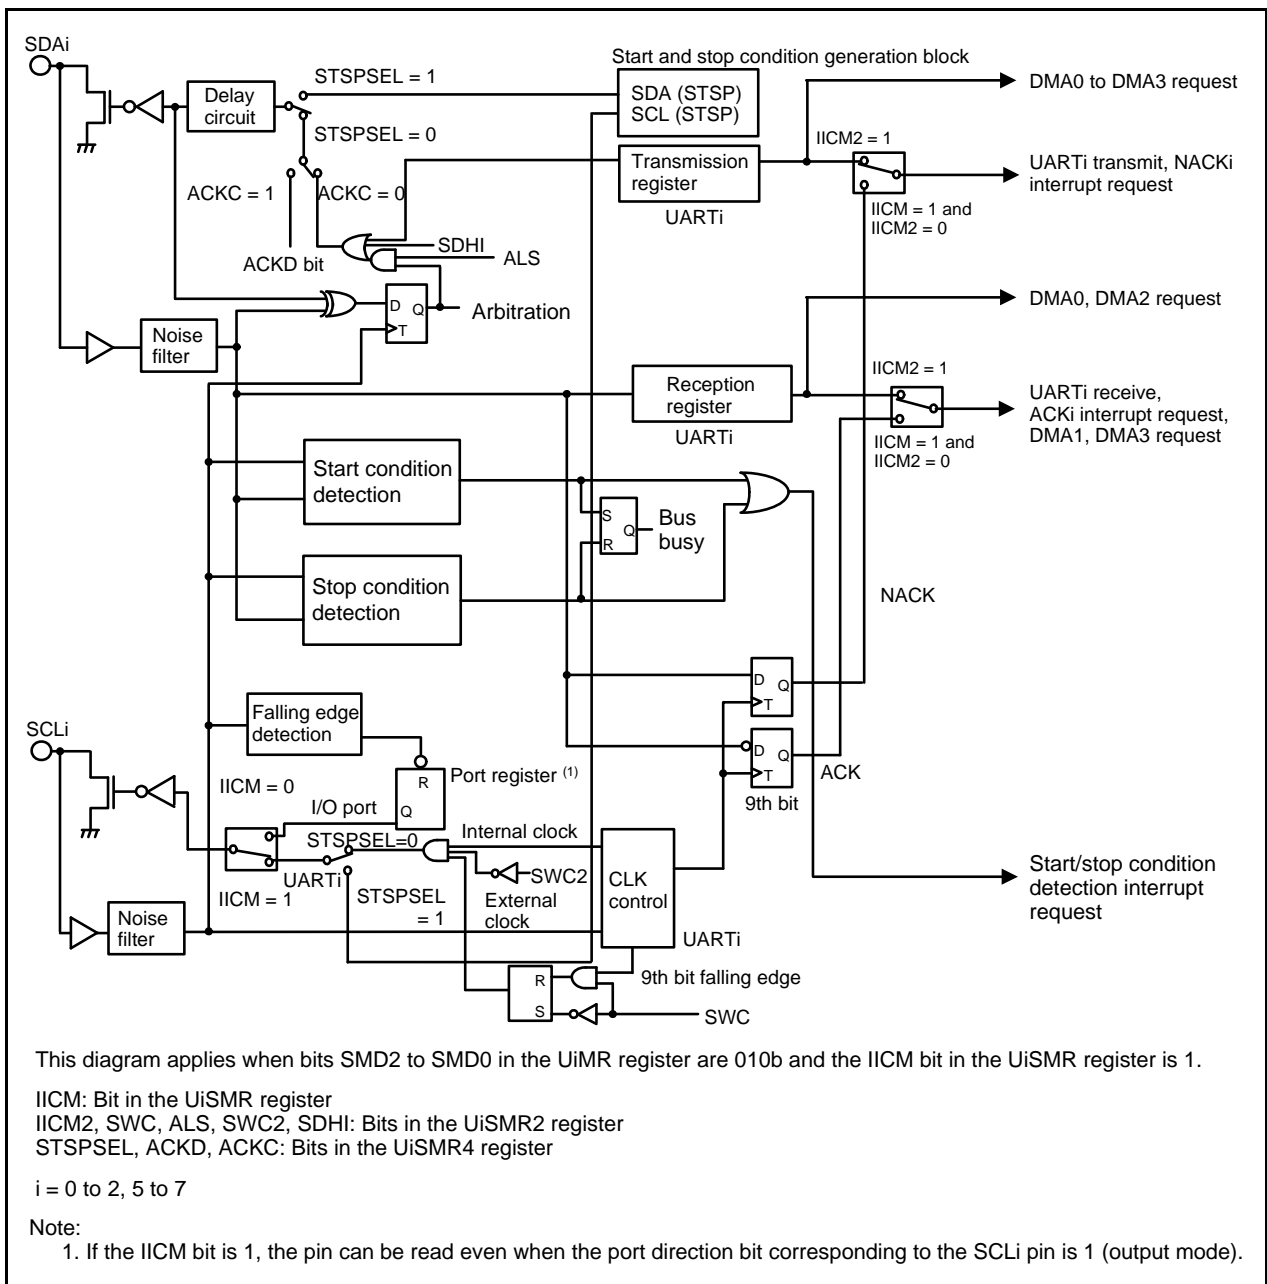 SDAi
Start and stop condition generation block
STSPSEL = 1
SDA (STSP)
SCL (STSP)
DMA0 to DMA3 request
Delay
circuit
STSPSEL = 0
IICM2 = 1
Transmission
register
UARTi transmit, NACKi
interrupt request
ACKC = 1
ACKC = 0
UARTi
IICM = 1 and
IICM2 = 0
SDHI
ALS
ACKD bit
D
Q
T
Arbitration
DMA0, DMA2 request
Noise
filter
IICM2 = 1
Reception
register
UARTi receive,
ACKi interrupt request,
DMA1, DMA3 request
UARTi
IICM = 1 and
IICM2 = 0
Start condition
detection
S
Q
R
Bus
busy
Stop condition
detection
NACK
D
Q
T
Falling edge
detection
SCLi
D
Q
T
ACK
9th bit
R
Q
Port register (1)
IICM = 0
I/O port
STSPSEL=0
Internal clock
UARTi
SWC2
CLK
control
IICM = 1
STSPSEL
= 1
External
clock
Start/stop condition
detection interrupt
request
Noise
filter
UARTi
R
S
9th bit falling edge
SWC
This diagram applies when bits SMD2 to SMD0 in the UiMR register are 010b and the IICM bit in the UiSMR register is 1.
IICM: Bit in the UiSMR register
IICM2, SWC, ALS, SWC2, SDHI: Bits in the UiSMR2 register
STSPSEL, ACKD, ACKC: Bits in the UiSMR4 register
i = 0 to 2, 5 to 7
Note:
1. If the IICM bit is 1, the pin can be read even when the port direction bit corresponding to the SCLi pin is 1 (output mode).